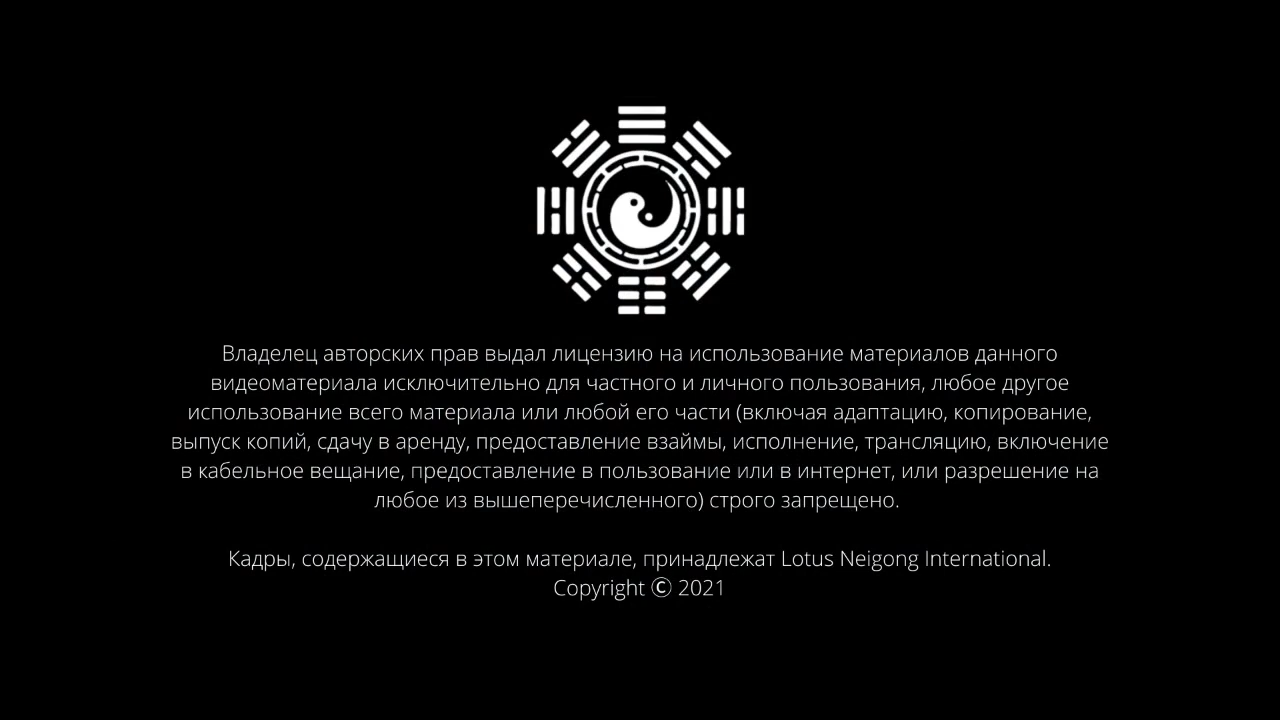 Владелец авторских прав выдал лицензию на использование материалов данного
видеоматериала исключительно для частного и личного пользования, любое другое
использование всего материала или любой его части (включая адаптацию, копирование,
выпуск копий, сдачу в аренду, предоставление взаймы, исполнение, трансляцию, включение
в кабельное вещание, предоставление в пользование или в интернет, или разрешение на
любое из вышеперечисленного) строго запрещено.
Кадры, содержащиеся в этом материале, принадлежат Lotus Neigong International.
Copyright © 2021